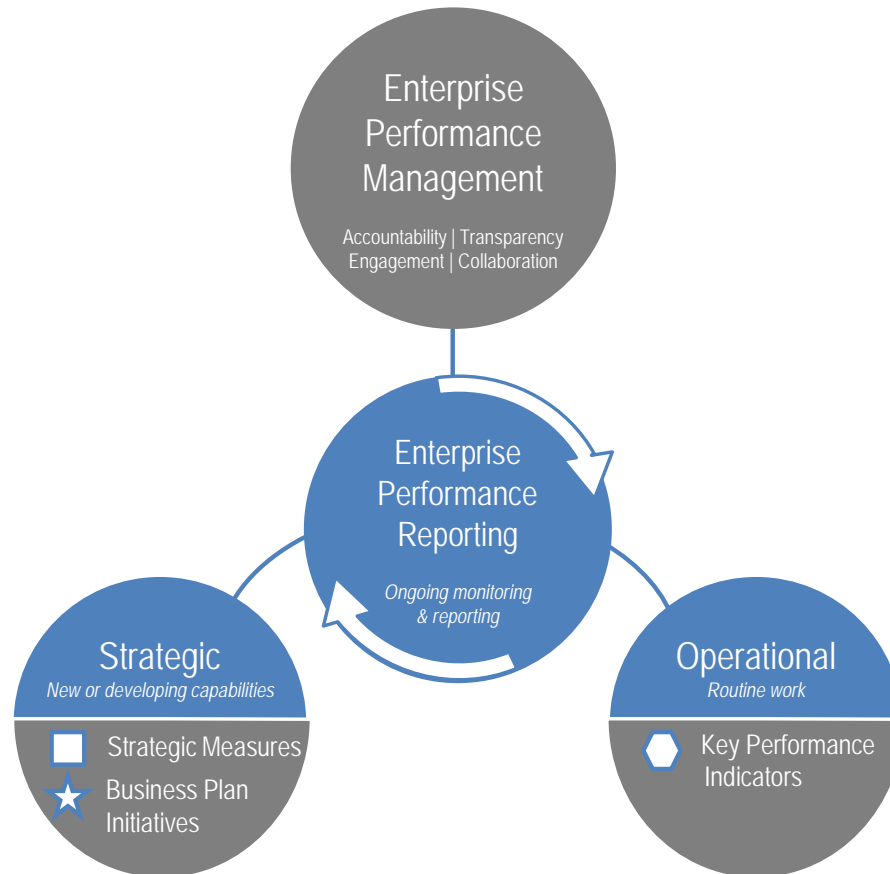 Enterprise
Performance
Management
Accountability | Transparency
Engagement | Collaboration
Enterprise
Performance
Reporting
Ongoing monitoring
& reporting
Strategic
New or developing capabilities
Strategic Measures
Business Plan
Initiatives
Operational
Routine work
Key Performance
Indicators